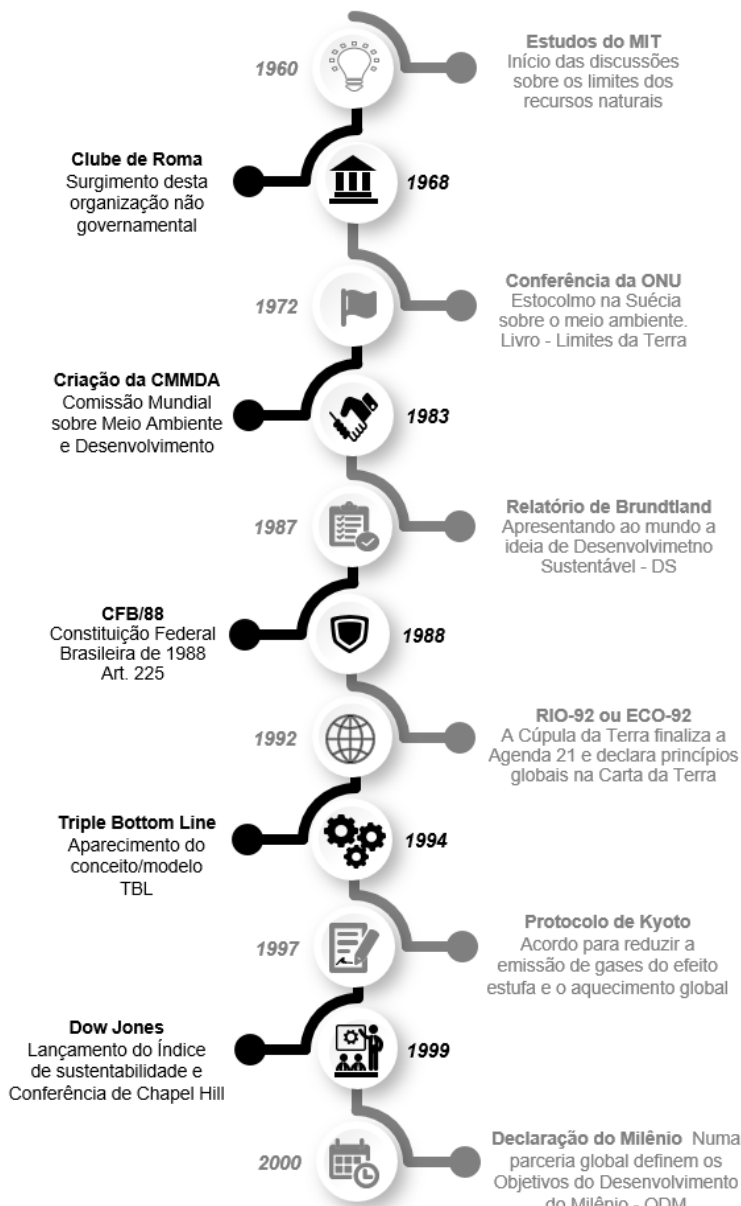 1960
Estudos do MIT
Início das discussões
sobre os limites dos
recursos naturais
Clube de Roma
Surgimento desta
organização não
governamental
1968
1972
Conferência da ONU
Estocolmo na Suécia
sobre o meio ambiente.
Livro - Limites da Terra
Criação da CMMDA
Comissão Mundial
sobre Meio Ambiente
e Desenvolvimento
1983
1987
Relatório de Brundtland
Apresentando ao mundo a
ideia de Desenvolvimetno
Sustentável - DS
CFB/88
Constituição Federal
Brasileira de 1988
Art. 225
1988
1992
RIO-92 ou ECO-92
A Cúpula da Terra finaliza a
Agenda 21 e declara princípios
globais na Carta da Terra
Triple Bottom Line
Aparecimento do
conceito/modelo
TBL
1994
1997
Protocolo de Kyoto
Acordo para reduzir a
emissão de gases do efeito
estufa e o aquecimento global
Dow Jones
Lançamento do Índice
de sustentabilidade e
Conferência de Chapel Hill
1999
2000
Declaração do Milênio Numa
parceria global definem os
Objetivos do Desenvolvimento
do Milênio - ODM